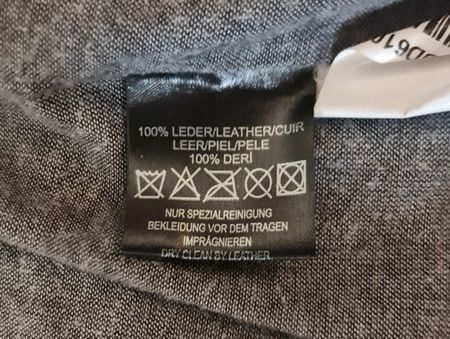 100% LEDER/LEATHER/CUIR
LEER/PIEL/PELE
100% DERİ
NUR SPEZIALREINIGUNG
BEKLEIDUNG VOR DEM TRAGEN
IMPRÄGNIEREN
DRY CLEAN BY LEATHER